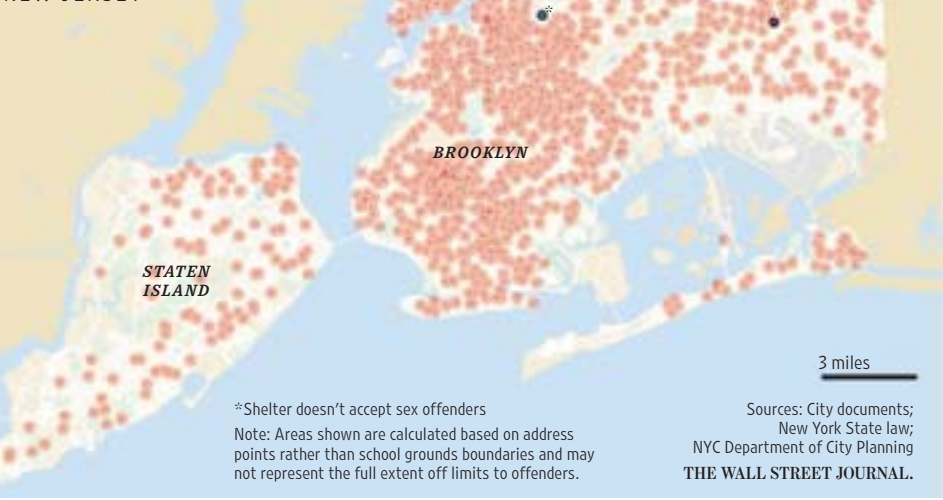 NEW JERSEY
*
BROOKLYN
STATEN
ISLAND
3 miles
*Shelter doesn't accept sex offenders
Note: Areas shown are calculated based on address
points rather than school grounds boundaries and may
not represent the full extent off limits to offenders.
Sources: City documents;
New York State law;
NYC Department of City Planning
THE WALL STREET JOURNAL.